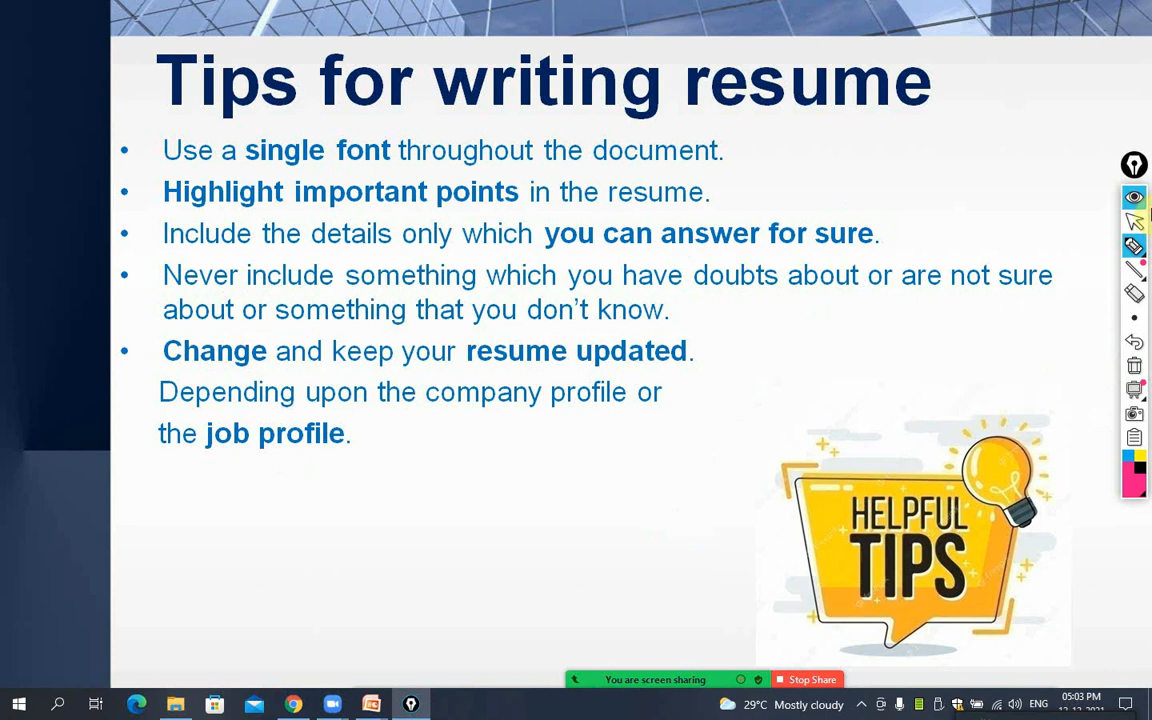 Tips for writing resume
• Use a single font throughout the document.
• Highlight important points in the resume.
• Include the details only which you can answer for sure.
• Never include something which you have doubts about or are not sure
about or something that you don't know.
• Change and keep your resume updated.
Depending upon the company profile or
the job profile.
HELPFUL
TIPS
You are screen sharing
Stop Share
29°C Mostly cloudy
ENG
05:03 PM